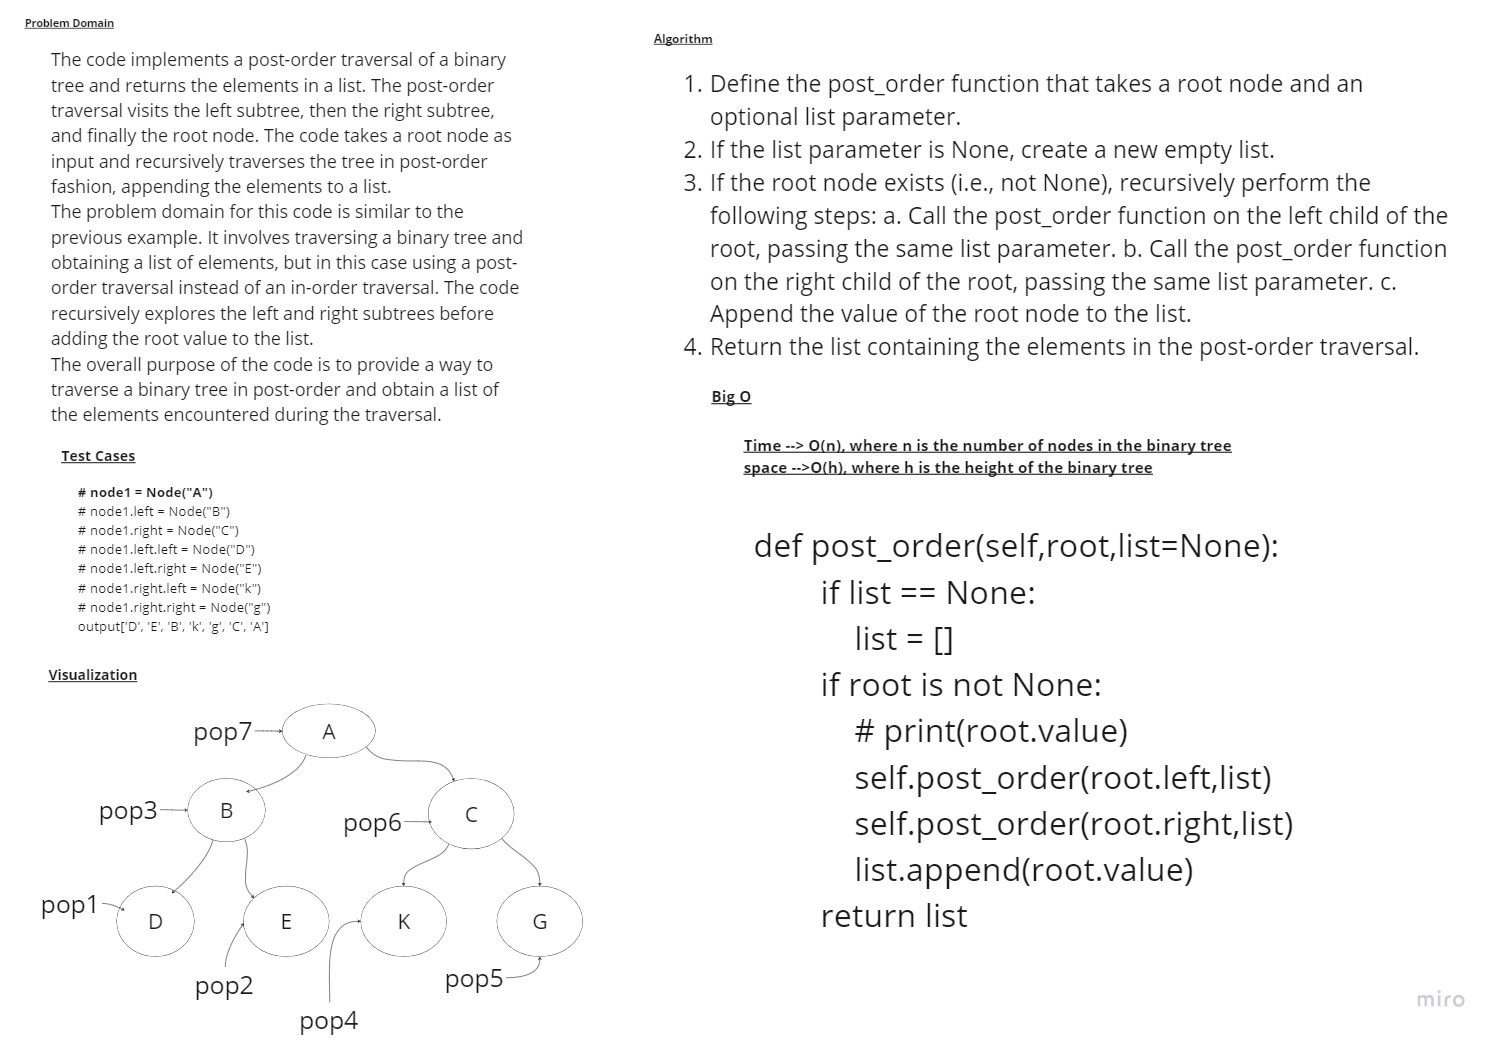 Problem Domain
The code implements a post-order traversal of a binary
tree and returns the elements in a list. The post-order
traversal visits the left subtree, then the right subtree,
and finally the root node. The code takes a root node as
input and recursively traverses the tree in post-order
fashion, appending the elements to a list.
The problem domain for this code is similar to the
previous example. It involves traversing a binary tree and
obtaining a list of elements, but in this case using a post-
order traversal instead of an in-order traversal. The code
recursively explores the left and right subtrees before
adding the root value to the list.
The overall purpose of the code is to provide a way to
traverse a binary tree in post-order and obtain a list of
the elements encountered during the traversal.
Test Cases
# node1 = Node("A")
# node1.left = Node("B")
# node1.right = Node("C")
# node1.left.left = Node("D")
# node1.left.right = Node("E")
# node1.right.left = Node("k")
# node1.right.right = Node("g")
output['D', 'E', 'B', 'k', 'g', 'C', 'A']
Visualization
pop7 A
pop3 B
pop6 C
pop1 D
E
K
G
pop2
pop5
pop4
Algorithm
1. Define the post_order function that takes a root node and an
optional list parameter.
2. If the list parameter is None, create a new empty list.
3. If the root node exists (i.e., not None), recursively perform the
following steps: a. Call the post_order function on the left child of the
root, passing the same list parameter. b. Call the post_order function
on the right child of the root, passing the same list parameter. c.
Append the value of the root node to the list.
4. Return the list containing the elements in the post-order traversal.
Big O
Time --> O(n), where n is the number of nodes in the binary tree
space -->O(h), where h is the height of the binary tree
def post_order(self,root,list=None):
if list == None:
list = []
if root is not None:
# print(root.value)
self.post_order(root.left,list)
self.post_order(root.right,list)
list.append(root.value)
return list
miro